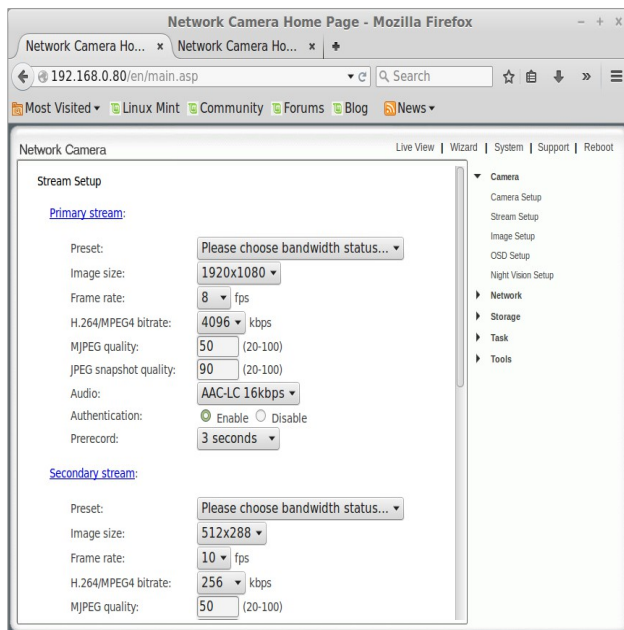 Network Camera Home Page - Mozilla Firefox
Network Camera Ho... × Network Camera Ho... ×
192.168.0.80/en/main.asp Search
Most Visited Linux Mint Community Forums Blog News
Network Camera
Live View | Wizard | System | Support | Reboot
Stream Setup
Primary stream:
Preset: Please choose bandwidth status...
Image size: 1920x1080
Frame rate: 8 fps
H.264/MPEG4 bitrate: 4096 kbps
MJPEG quality: 50 (20-100)
JPEG snapshot quality: 90 (20-100)
Audio: AAC-LC 16kbps
Authentication: Enable Disable
Prerecord: 3 seconds
Secondary stream:
Preset: Please choose bandwidth status...
Image size: 512x288
Frame rate: 10 fps
H.264/MPEG4 bitrate: 256 kbps
MJPEG quality: 50 (20-100)
Camera
Camera Setup
Stream Setup
Image Setup
OSD Setup
Night Vision Setup
Network
Storage
Task
Tools